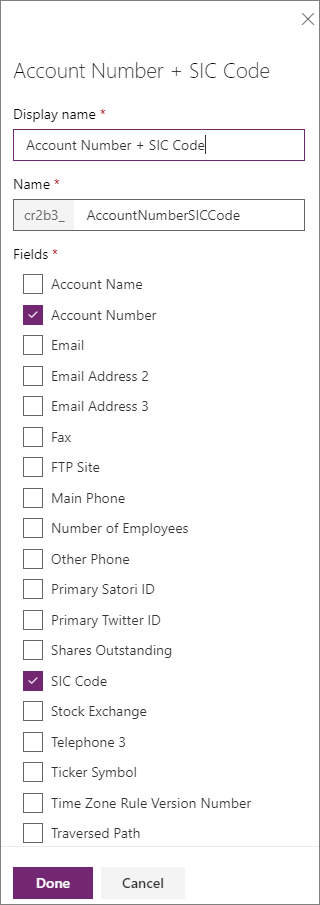 Account Number + SIC Code
Display name *
Account Number + SIC Code
Name *
cr2b3_ AccountNumberSICCode
Fields *
Account Name
Account Number
Email
Email Address 2
Email Address 3
Fax
FTP Site
Main Phone
Number of Employees
Other Phone
Primary Satori ID
Primary Twitter ID
Shares Outstanding
SIC Code
Stock Exchange
Telephone 3
Ticker Symbol
Time Zone Rule Version Number
Traversed Path
Done Cancel